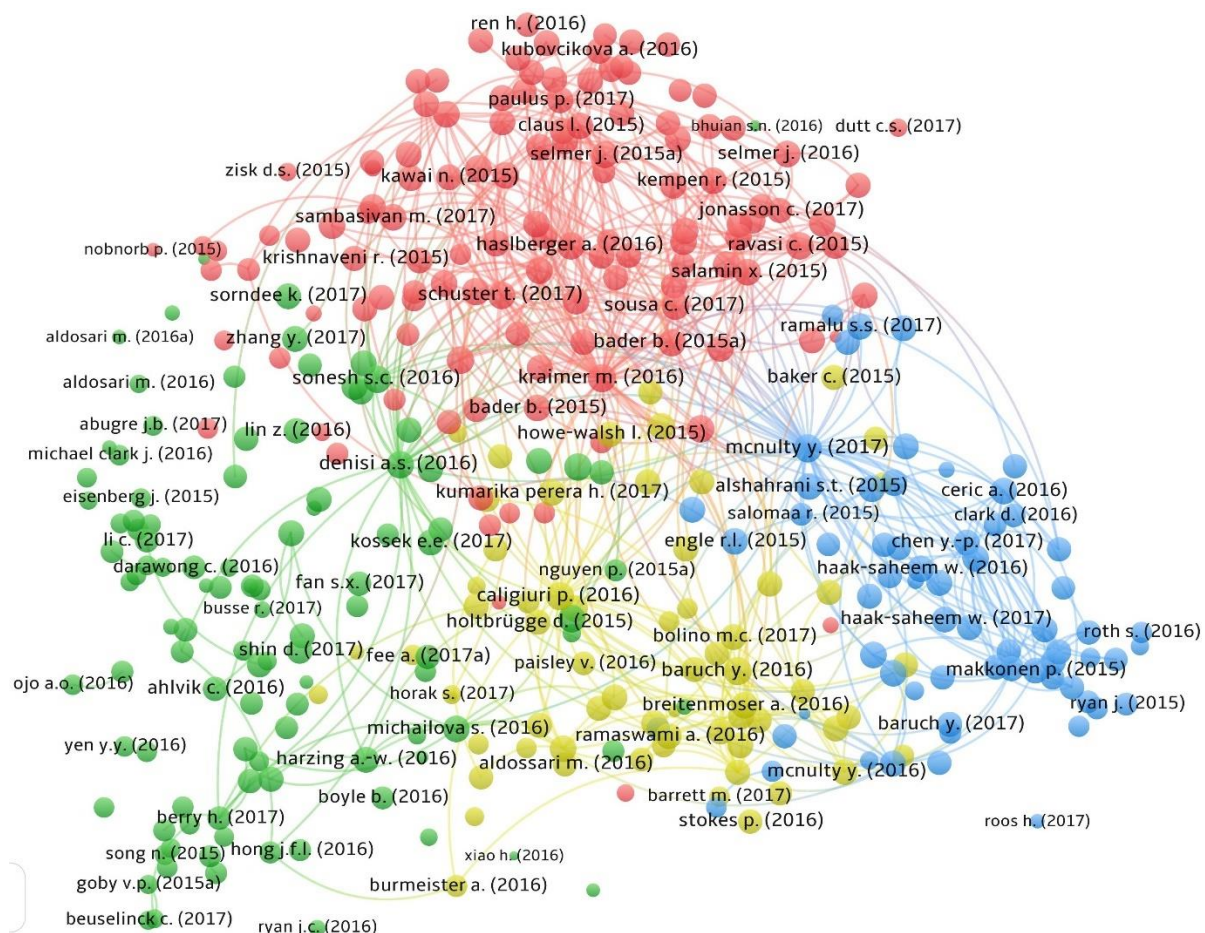 ren h. (2016)
kubovcikova a. (2016)
paulus p. (2017)
claus l. (2015)
bhuian s.n. (2016)
dutt c.s. (2017)
selmer j. (2015a)
selmer j. (2016)
zisk d.s. (2015)
kawai n. (2015)
kempen r. (2015)
sambasivan m. (2017)
jonasson c. (2017)
nobnorb p. (2015)
krishnaveni r. (2015)
haslberger a. (2016)
ravasi c. (2015)
salamin x. (2015)
sorndee k. (2017)
schuster t. (2017)
sousa c. (2017)
aldosari m. (2016a)
zhang y. (2017)
bader b. (2015a)
ramalu s.s. (2017)
aldosari m. (2016)
sonesh s.c. (2016)
kraimer m. (2016)
baker c. (2015)
abugre j.b. (2017)
lin z. (2016)
bader b. (2015)
howe-walsh l. (2015)
mcnulty y. (2017)
michael clark j. (2016)
denisi a.s. (2016)
eisenberg j. (2015)
kumarika perera h. (2017)
alshahrani s.t. (2015)
ceric a. (2016)
salomaa r. (2015)
clark d. (2016)
li c. (2017)
kossek e.e. (2017)
engle r.l. (2015)
chen y.-p. (2017)
darawong c. (2016)
fan s.x. (2017)
nguyen p. (2015a)
haak-saheem w. (2016)
busse r. (2017)
caligiuri p. (2016)
holtbrügge d. (2015)
haak-saheem w. (2017)
shin d. (2017)
fee a. (2017a)
bolino m.c. (2017)
roth s. (2016)
ojo a.o. (2016)
ahlvik c. (2016)
horak s. (2017)
paisley v. (2016)
baruch y. (2016)
makkonen p. (2015)
breitenmoser a. (2016)
ryan j. (2015)
yen y.y. (2016)
michailova s. (2016)
ramaswami a. (2016)
baruch y. (2017)
harzing a.-w. (2016)
aldossari m. (2016)
mcnulty y. (2016)
boyle b. (2016)
barrett m. (2017)
berry h. (2017)
stokes p. (2016)
roos h. (2017)
song n. (2015)
hong j.f.l. (2016)
xiao h. (2016)
goby v.p. (2015a)
burmeister a. (2016)
beuselinck c. (2017)
ryan j.c. (2016)